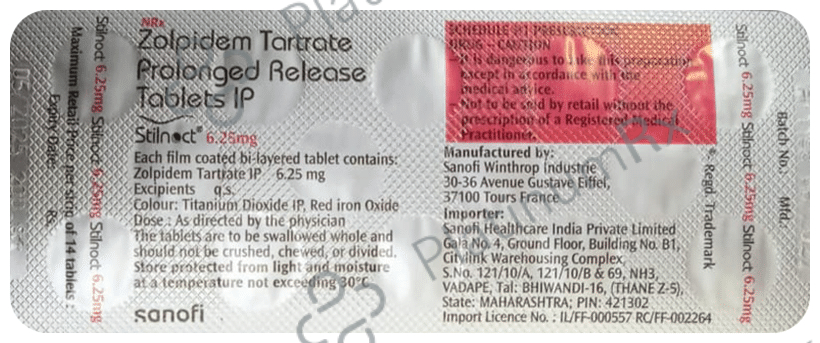 NRx
Zolpidem Tartrate
Prolonged Release
Tablets IP
Stilnoct® 6.25mg
Each film coated bi-layered tablet contains:
Zolpidem Tartrate IP 6.25 mg
Excipients q.s.
Colour: Titanium Dioxide IP, Red iron Oxide
Dose : As directed by the physician
The tablets are to be swallowed whole and
should not be crushed, chewed, or divided.
Store protected from light and moisture
at a temperature not exceeding 30°C
sanofi
SCHEDULE H1 PRESCRIPTION
DRUG - CAUTION
- It is dangerous to take this preparation
except in accordance with the
medical advice.
- Not to be sold by retail without the
prescription of a Registered Medical
Practitioner.
Manufactured by:
Sanofi Winthrop Industrie
30-36 Avenue Gustave Eiffel,
37100 Tours France
Importer:
Sanofi Healthcare India Private Limited
Gala No. 4, Ground Floor, Building No. B1,
Citylink Warehousing Complex,
S.No. 121/10/A, 121/10/B & 69, NH3,
VADAPE, Tal: BHIWANDI-16, (THANE Z-5),
State: MAHARASHTRA; PIN: 421302
Import Licence No. : IL/FF-000557 RC/FF-002264
®: Regd. Trademark
Stilnoct 6.25mg Stilnoct 6.25mg Stilnoct 6.25mg
Batch No. Mfd.:
Stilnoct 6.25mg Stilnoct 6.25mg Stilnoct 6.25mg
Maximum Retail Price per strip of 14 tablets :
Expiry Date: Rs.
PlatinumRx